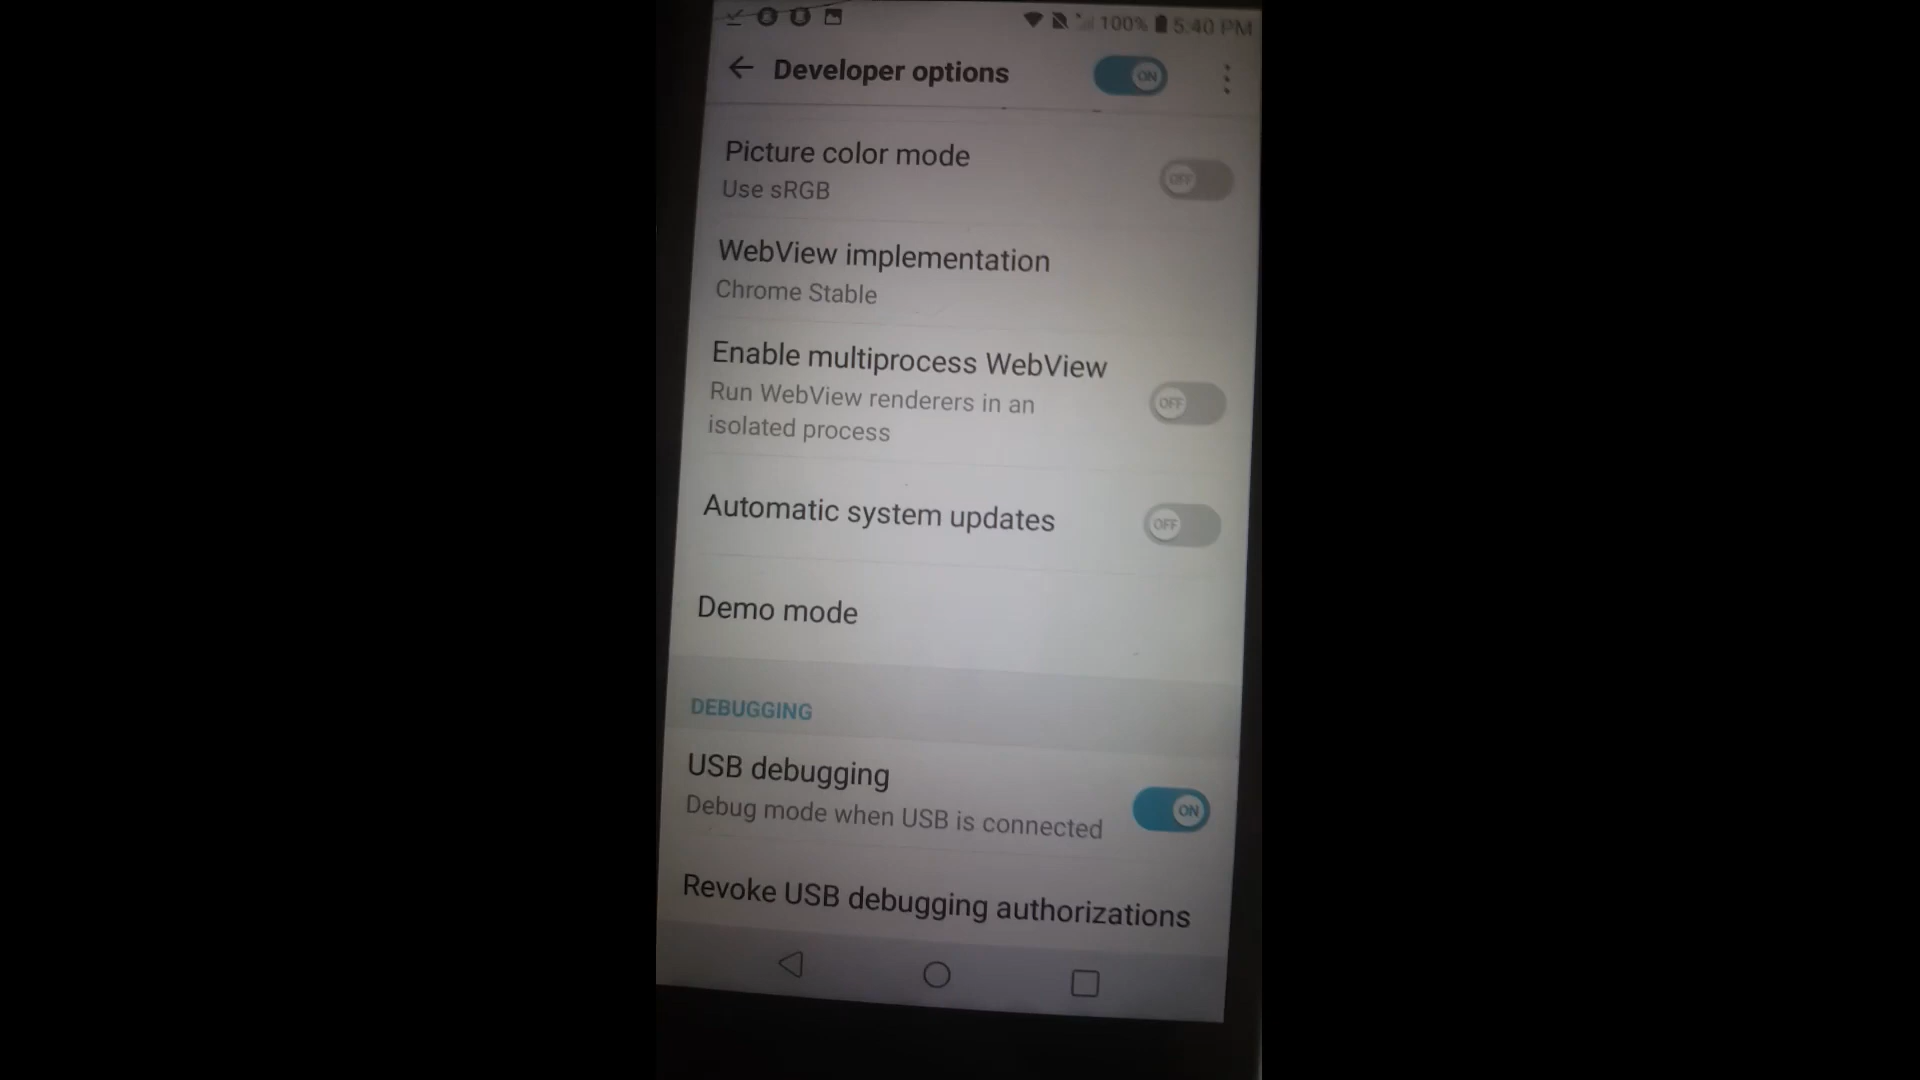 100% 5:40 PM
Developer options ON
Picture color mode
Use sRGB
OFF
WebView implementation
Chrome Stable
Enable multiprocess WebView
Run WebView renderers in an
isolated process
OFF
Automatic system updates
OFF
Demo mode
DEBUGGING
USB debugging
Debug mode when USB is connected
ON
Revoke USB debugging authorizations